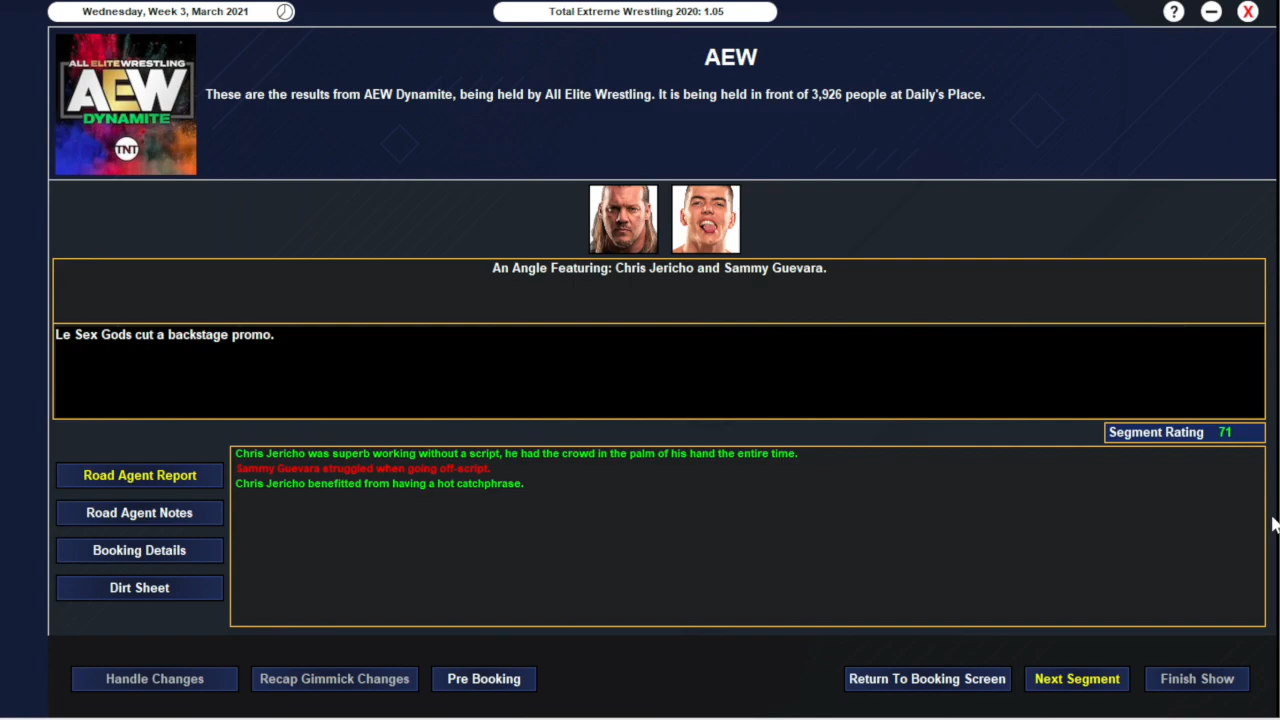 Wednesday, Week 3, March 2021
Total Extreme Wrestling 2020: 1.05
?
X
ALL ELITE WRESTLING
AEW
DYNAMITE
TNT
AEW
These are the results from AEW Dynamite, being held by All Elite Wrestling. It is being held in front of 3,926 people at Daily's Place.
An Angle Featuring: Chris Jericho and Sammy Guevara.
Le Sex Gods cut a backstage promo.
Segment Rating 71
Chris Jericho was superb working without a script, he had the crowd in the palm of his hand the entire time.
Sammy Guevara struggled when going off-script.
Chris Jericho benefitted from having a hot catchphrase.
Road Agent Report
Road Agent Notes
Booking Details
Dirt Sheet
Handle Changes
Recap Gimmick Changes
Pre Booking
Return To Booking Screen
Next Segment
Finish Show